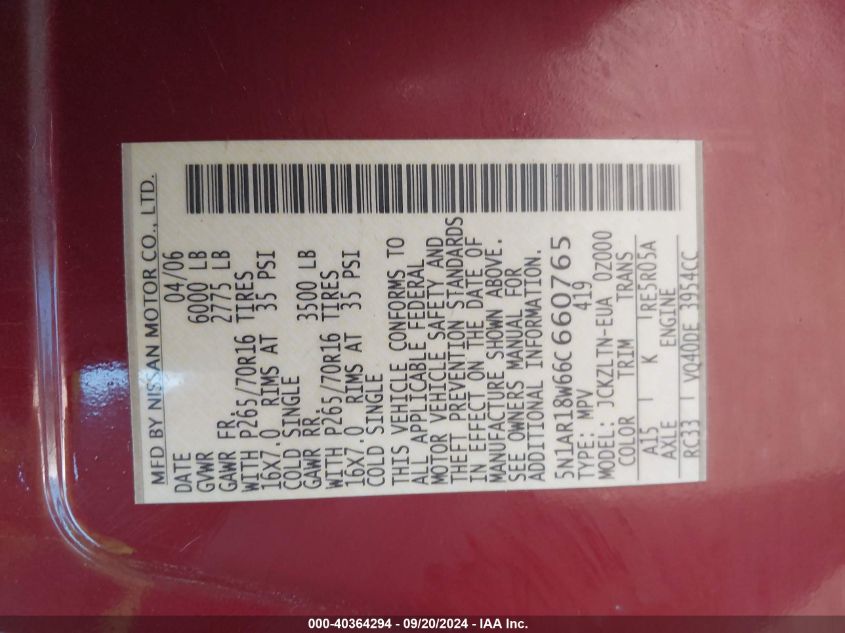 MFD BY NISSAN MOTOR CO., LTD.
DATE 04/06
GVWR 6000 LB
GAWR FR. 2775 LB
WITH P265/70R16 TIRES
16X7.0 RIMS AT 35 PSI
COLD SINGLE
GAWR RR. 3500 LB
WITH P265/70R16 TIRES
16X7.0 RIMS AT 35 PSI
COLD SINGLE
THIS VEHICLE CONFORMS TO
ALL APPLICABLE FEDERAL
MOTOR VEHICLE SAFETY AND
THEFT PREVENTION STANDARDS
IN EFFECT ON THE DATE OF
MANUFACTURE SHOWN ABOVE.
SEE OWNERS MANUAL FOR
ADDITIONAL INFORMATION.
5N1AR18W66C660765
TYPE: MPV 419
MODEL: JCKZLTN-EUA 0Z000
COLOR TRIM TRANS
A15 K RE5R05A
AXLE ENGINE
RC33 VQ40DE 3954CC
000-40364294 - 09/20/2024 - IAA Inc.